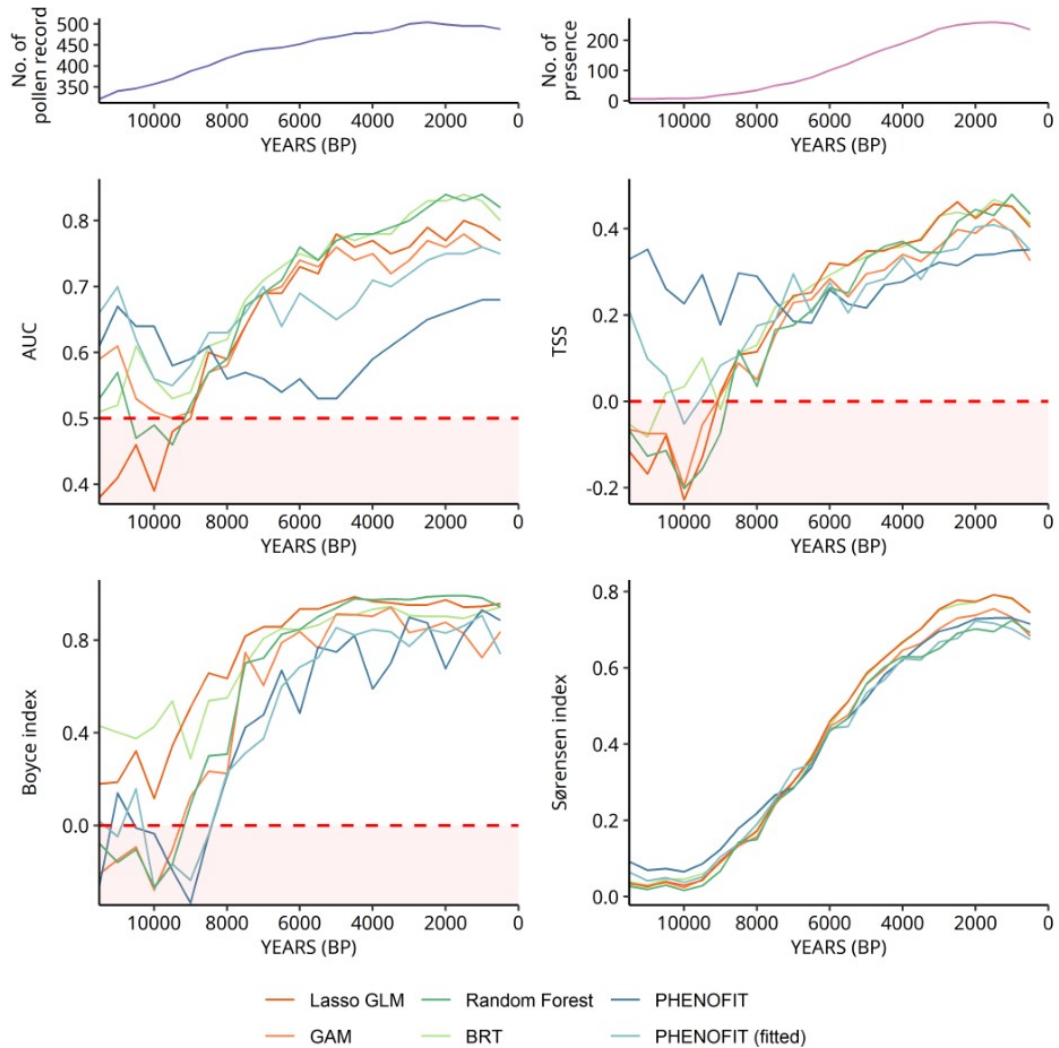 No. of
pollen record
500
450
400
350
10000 8000 6000 4000 2000 0
YEARS (BP)
No. of
presence
200
100
0
10000 8000 6000 4000 2000 0
YEARS (BP)
AUC
0.8
0.7
0.6
0.5
0.4
10000 8000 6000 4000 2000 0
YEARS (BP)
TSS
0.4
0.2
0.0
-0.2
10000 8000 6000 4000 2000 0
YEARS (BP)
Boyce index
0.8
0.4
0.0
10000 8000 6000 4000 2000 0
YEARS (BP)
Sørensen index
0.8
0.6
0.4
0.2
0.0
10000 8000 6000 4000 2000 0
YEARS (BP)
Lasso GLM Random Forest PHENOFIT
GAM BRT PHENOFIT (fitted)